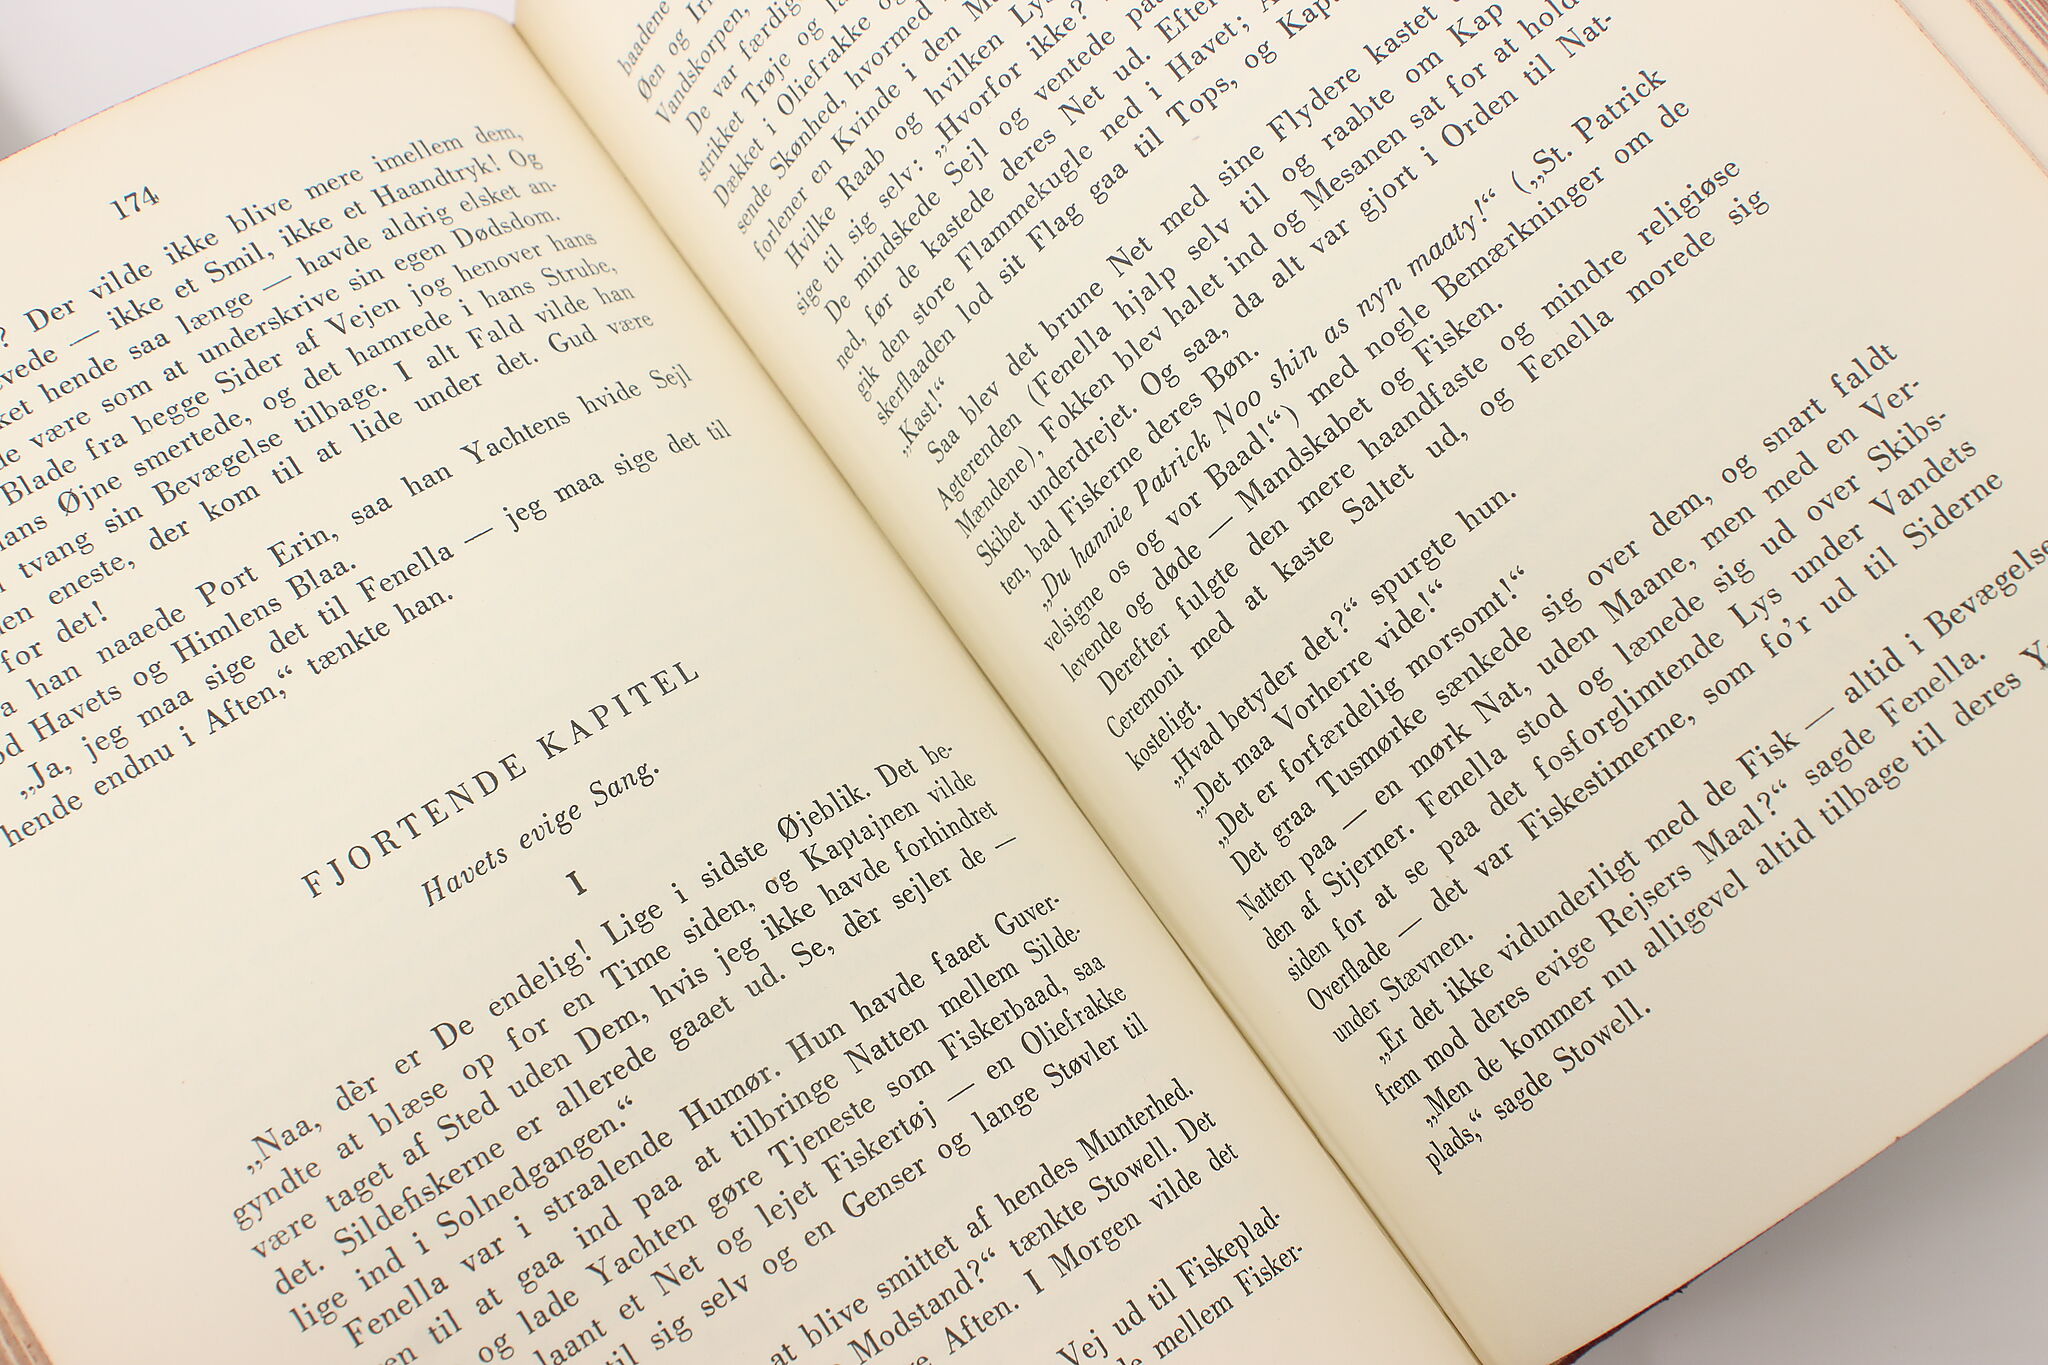 174
? Der vilde ikke blive mere imellem dem,
— ikke et Smil, ikke et Haandtryk! Og
hende saa længe — havde aldrig elsket an-
være som at underskrive sin egen Dødsdom.
Blade fra begge Sider af Vejen jog henover hans
Øjne smertede, og det hamrede i hans Strube,
tvang sin Bevægelse tilbage. I alt Fald vilde han
eneste, der kom til at lide under det. Gud være
for det!
han naaede Port Erin, saa han Yachtens hvide Sejl
Havets og Himlens Blaa.
„Ja, jeg maa sige det til Fenella — jeg maa sige det til
hende endnu i Aften,“ tænkte han.
FJORTENDE KAPITEL
Havets evige Sang.
I
„Naa, dèr er De endelig! Lige i sidste Øjeblik. Det be-
gyndte at blæse op for en Time siden, og Kaptajnen vilde
være taget af Sted uden Dem, hvis jeg ikke havde forhindret
det. Sildefiskerne er allerede gaaet ud. Se, dèr sejler de —
lige ind i Solnedgangen.“
Fenella var i straalende Humør. Hun havde faaet Guver-
til at gaa ind paa at tilbringe Natten mellem Silde-
og lade Yachten gøre Tjeneste som Fiskerbaad, saa
laant et Net og lejet Fiskertøj — en Oliefrakke
til sig selv og en Genser og lange Støvler til
at blive smittet af hendes Munterhed.
Modstand?“ tænkte Stowell. Det
Aften. I Morgen vilde det
Vej ud til Fiskeplad-
mellem Fisker-
baadene
Øen og
Vandskorpen,
De var færdig
strikket Trøje og
Dækket i Oliefrakke
sende Skønhed, hvormed
forlener en Kvinde i den
Hvilke Raab og hvilken
sige til sig selv: „Hvorfor ikke?
De mindskede Sejl og ventede
ned, før de kastede deres Net ud. Efter
gik den store Flammekugle ned i Havet;
skerflaaden lod sit Flag gaa til Tops, og
„Kast!“
Saa blev det brune Net med sine Flydere kastet
Agterenden (Fenella hjalp selv til og raabte om Kap
Mændene), Fokken blev halet ind og Mesanen sat for at hold
Skibet underdrejet. Og saa, da alt var gjort i Orden til Nat-
ten, bad Fiskerne deres Bøn.
„Du hannie Patrick Noo shin as nyn maaty!“ („St. Patrick
velsigne os og vor Baad!“) med nogle Bemærkninger om de
levende og døde — Mandskabet og Fisken.
Derefter fulgte den mere haandfaste og mindre religiøse
Ceremoni med at kaste Saltet ud, og Fenella morede sig
kosteligt.
„Hvad betyder det?“ spurgte hun.
„Det maa Vorherre vide!“
„Det er forfærdelig morsomt!“
Det graa Tusmørke sænkede sig over dem, og snart faldt
Natten paa — en mørk Nat, uden Maane, men med en Ver-
den af Stjerner. Fenella stod og lænede sig ud over Skibs-
siden for at se paa det fosforglimtende Lys under Vandets
Overflade — det var Fiskestimerne, som fo'r ud til Siderne
under Stævnen.
„Er det ikke vidunderligt med de Fisk — altid i Bevægelse
frem mod deres evige Rejsers Maal?“ sagde Fenella.
„Men de kommer nu alligevel altid tilbage til deres
plads,“ sagde Stowell.